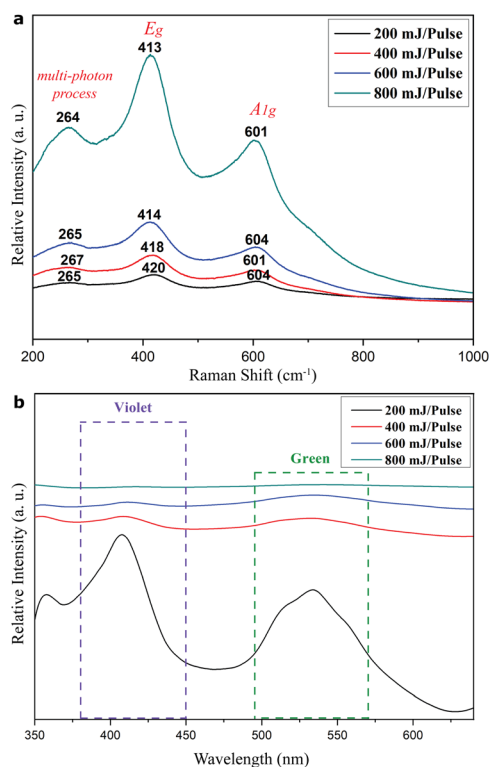 a
Eg
413
multi-photon
process
264
A1g
601
200 mJ/Pulse
400 mJ/Pulse
600 mJ/Pulse
800 mJ/Pulse
265
414
604
267
418
601
265
420
604
Relative Intensity (a. u.)
200 400 600 800 1000
Raman Shift (cm⁻¹)
b
Violet
Green
200 mJ/Pulse
400 mJ/Pulse
600 mJ/Pulse
800 mJ/Pulse
Relative Intensity (a. u.)
350 400 450 500 550 600
Wavelength (nm)